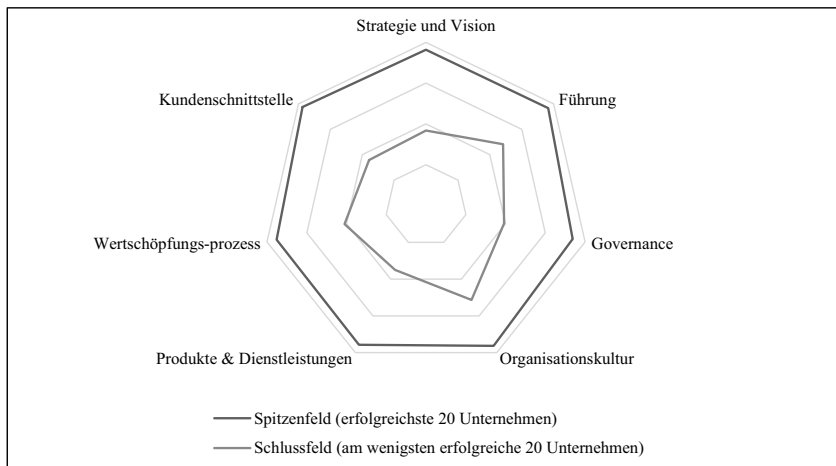 Strategie und Vision
Kundenschnittstelle
Führung
Wertschöpfungs-prozess
Governance
Produkte & Dienstleistungen
Organisationskultur
Spitzenfeld (erfolgreichste 20 Unternehmen)
Schlussfeld (am wenigsten erfolgreiche 20 Unternehmen)